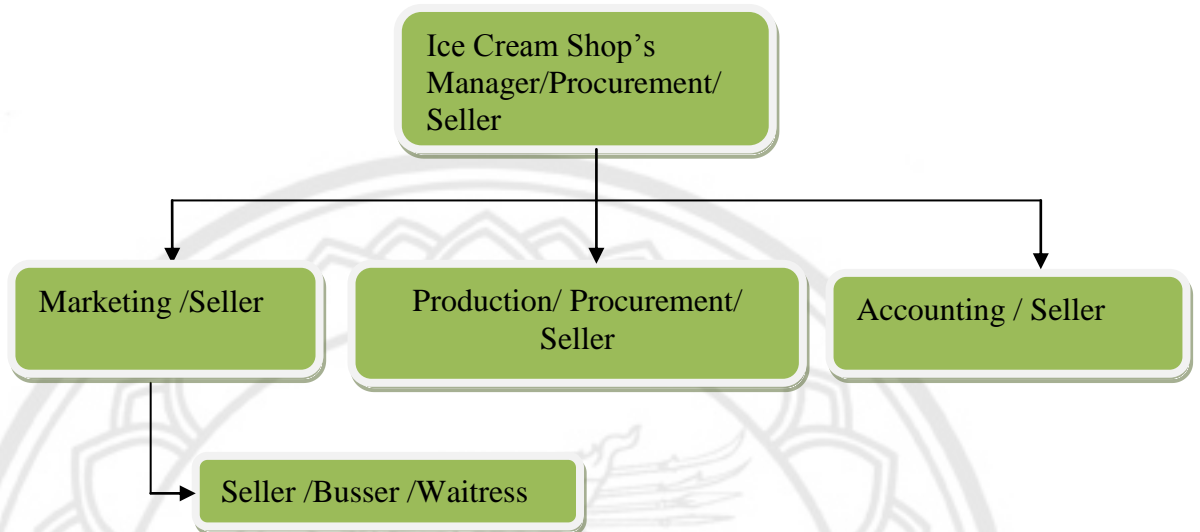 Ice Cream Shop’s
Manager/Procurement/
Seller
Marketing /Seller
Production/ Procurement/
Seller
Accounting / Seller
Seller /Busser /Waitress